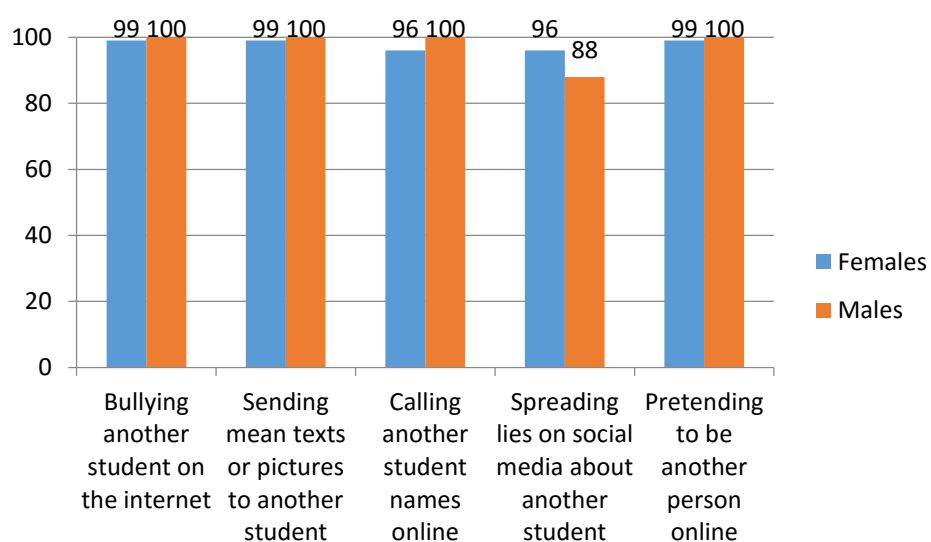 99 100 99 100 96 100 96 88 99 100
100
80
60
40
20
0
Females
Males
Bullying
another
student on
the internet
Sending
mean texts
or pictures
to another
student
Calling
another
student
names
online
Spreading
lies on social
media about
another
student
Pretending
to be
another
person
online